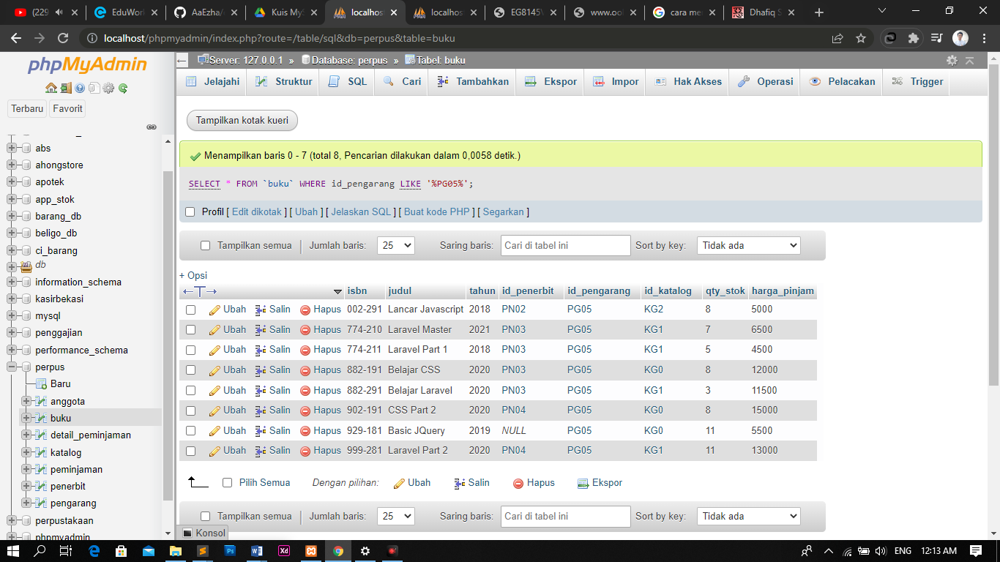 (229
EduWork
AaEzha/
Kuis MyS
localhos
localhos
EG8145V
www.oo
cara me
Dhafiq S
localhost/phpmyadmin/index.php?route=/table/sql&db=perpus&table=buku
phpMyAdmin
Terbaru
Favorit
abs
ahongstore
apotek
app_stok
barang_db
beligo_db
ci_barang
db
information_schema
kasirbekasi
mysql
penggajian
performance_schema
perpus
Baru
anggota
buku
detail_peminjaman
katalog
peminjaman
penerbit
pengarang
perpustakaan
phpmyadmin
Server: 127.0.0.1 » Database: perpus » Tabel: buku
Jelajahi Struktur SQL Cari Tambahkan Ekspor Impor Hak Akses Operasi Pelacakan Trigger
Tampilkan kotak kueri
Menampilkan baris 0 - 7 (total 8, Pencarian dilakukan dalam 0,0058 detik.)
SELECT * FROM `buku` WHERE id_pengarang LIKE '%PG05%';
Profil [ Edit dikotak ] [ Ubah ] [ Jelaskan SQL ] [ Buat kode PHP ] [ Segarkan ]
Tampilkan semua | Jumlah baris: 25 Saring baris: Cari di tabel ini Sort by key: Tidak ada
+ Opsi
←T→ isbn judul tahun id_penerbit id_pengarang id_katalog qty_stok harga_pinjam
Ubah Salin Hapus 002-291 Lancar Javascript 2018 PN02 PG05 KG2 8 5000
Ubah Salin Hapus 774-210 Laravel Master 2021 PN03 PG05 KG1 7 6500
Ubah Salin Hapus 774-211 Laravel Part 1 2018 PN03 PG05 KG1 5 4500
Ubah Salin Hapus 882-191 Belajar CSS 2020 PN03 PG05 KG0 8 12000
Ubah Salin Hapus 882-291 Belajar Laravel 2020 PN03 PG05 KG1 3 11500
Ubah Salin Hapus 902-191 CSS Part 2 2020 PN04 PG05 KG0 8 15000
Ubah Salin Hapus 929-181 Basic JQuery 2019 NULL PG05 KG0 11 5500
Ubah Salin Hapus 999-281 Laravel Part 2 2020 PN04 PG05 KG1 11 13000
Pilih Semua Dengan pilihan: Ubah Salin Hapus Ekspor
Tampilkan semua | Jumlah baris: 25 Saring baris: Cari di tabel ini Sort by key: Tidak ada
Konsol
ENG 12:13 AM